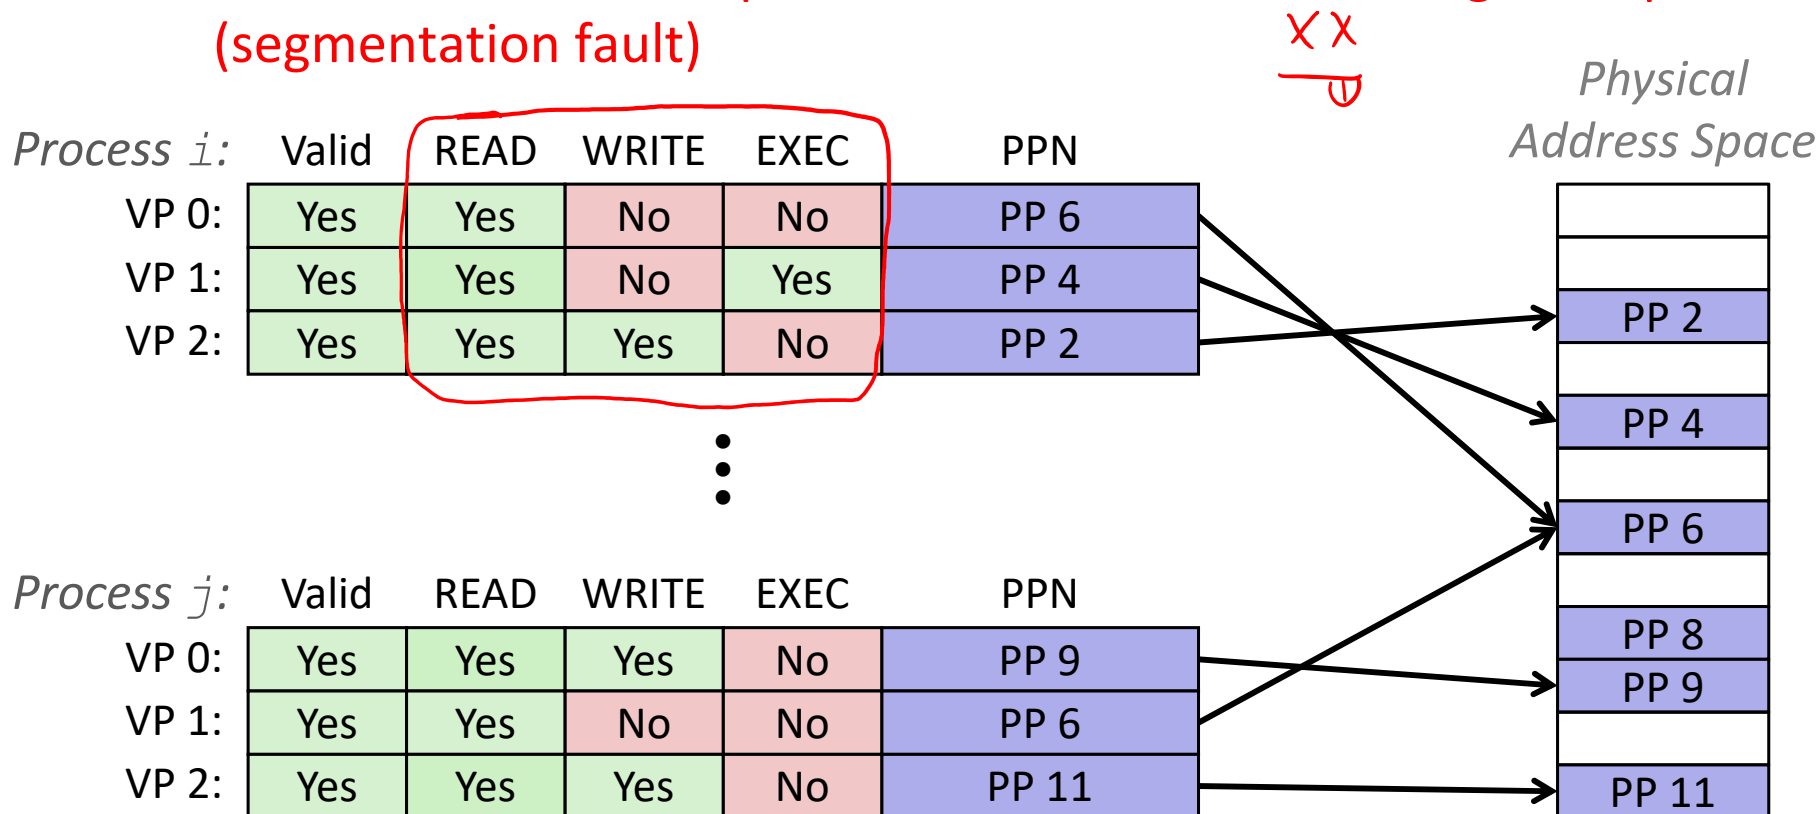 (segmentation fault)
XX
Physical
Address Space
Process i: Valid READ WRITE EXEC PPN
VP 0: Yes Yes No No PP 6
VP 1: Yes Yes No Yes PP 4
VP 2: Yes Yes Yes No PP 2
PP 2
PP 4
PP 6
PP 8
PP 9
PP 11
Process j: Valid READ WRITE EXEC PPN
VP 0: Yes Yes Yes No PP 9
VP 1: Yes Yes No No PP 6
VP 2: Yes Yes Yes No PP 11